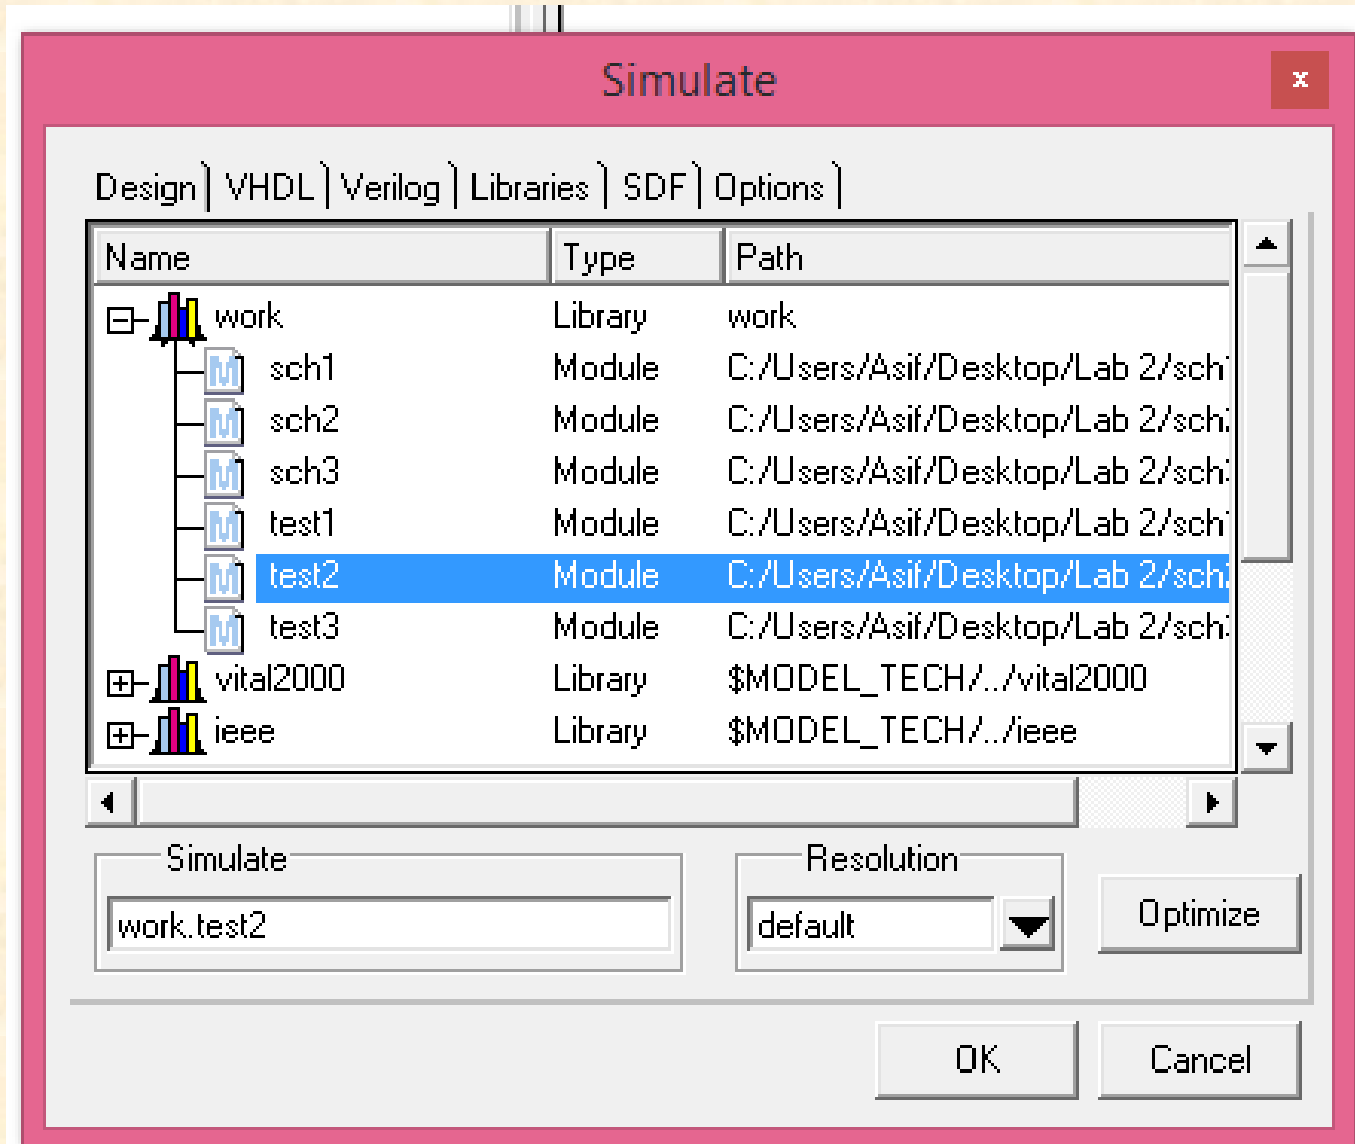 Simulate
x
Design VHDL Verilog Libraries SDF Options
Name Type Path
work Library work
sch1 Module C:/Users/Asif/Desktop/Lab 2/sch1
sch2 Module C:/Users/Asif/Desktop/Lab 2/sch
sch3 Module C:/Users/Asif/Desktop/Lab 2/sch
test1 Module C:/Users/Asif/Desktop/Lab 2/sch1
test2 Module C:/Users/Asif/Desktop/Lab 2/sch
test3 Module C:/Users/Asif/Desktop/Lab 2/sch
vital2000 Library $MODEL_TECH/../vital2000
ieee Library $MODEL_TECH/../ieee
Simulate Resolution
work.test2 default Optimize
OK Cancel